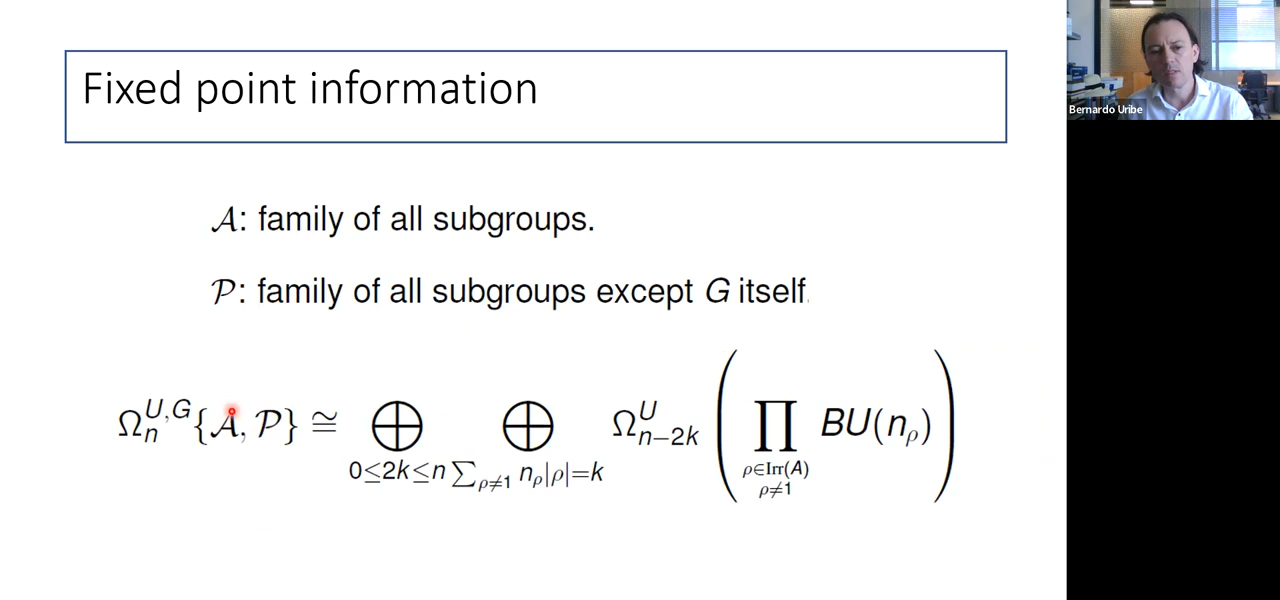 Fixed point information
𝒜: family of all subgroups.
𝒫: family of all subgroups except G itself.
Ω_n^{U,G}{𝒜, 𝒫} ≅ ⊕_{0≤2k≤n} ⊕_{∑_{ρ≠1} n_ρ|ρ|=k} Ω^U_{n−2k} ( ∏_{ρ∈Irr(A) ρ≠1} BU(n_ρ) )
Bernardo Uribe